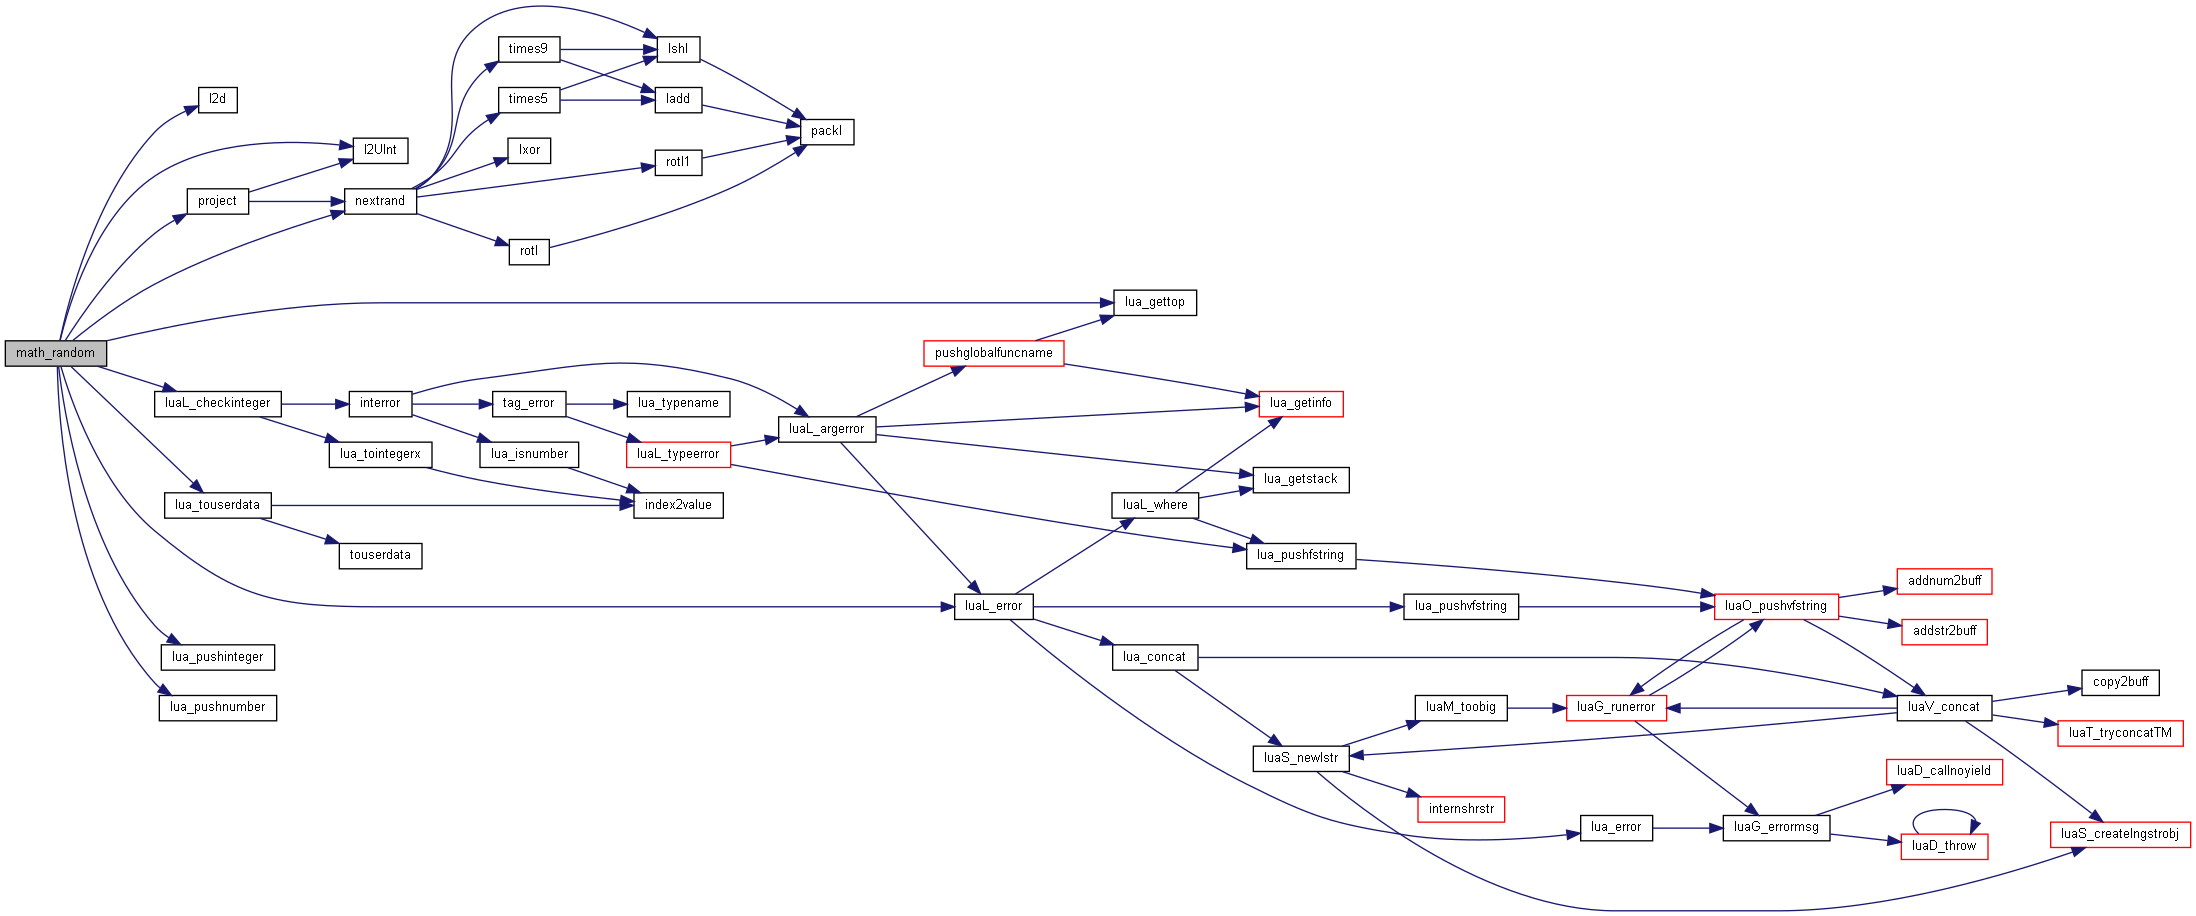 times9
lshl
I2d
times5
ladd
packl
I2UInt
lxor
rotl1
project
nextrand
rotl
lua_gettop
math_random
pushglobalfuncname
luaL_checkinteger
interror
tag_error
lua_typename
lua_getinfo
luaL_argerror
lua_tointegerx
lua_isnumber
luaL_typeerror
lua_getstack
lua_touserdata
index2value
luaL_where
touserdata
lua_pushfstring
addnum2buff
luaL_error
lua_pushvfstring
luaO_pushvfstring
addstr2buff
lua_pushinteger
lua_concat
copy2buff
lua_pushnumber
luaM_toobig
luaG_runerror
luaV_concat
luaT_tryconcatTM
luaS_newlstr
luaD_callnoyield
internshrstr
lua_error
luaG_errormsg
luaS_createlngstrobj
luaD_throw